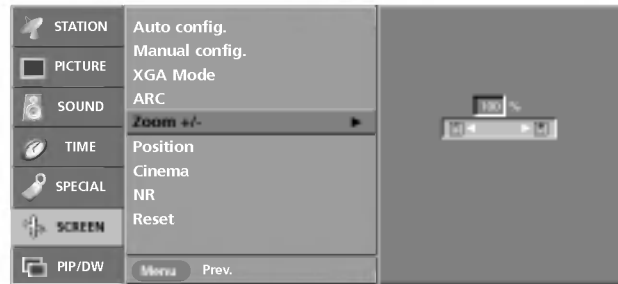 STATION
PICTURE
SOUND
TIME
SPECIAL
SCREEN
PIP/DW
Auto config.
Manual config.
XGA Mode
ARC
Zoom +/-
Position
Cinema
NR
Reset
Menu Prev.
100 %